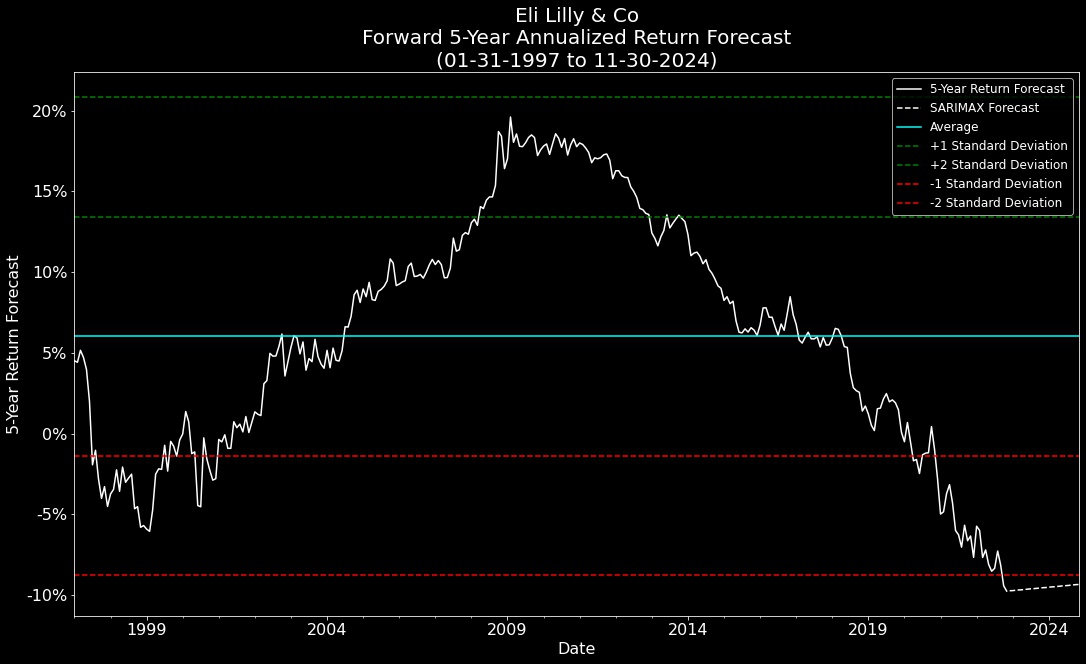 Eli Lilly & Co
Forward 5-Year Annualized Return Forecast
(01-31-1997 to 11-30-2024)
5-Year Return Forecast
20%
15%
10%
5%
0%
-5%
-10%
5-Year Return Forecast
SARIMAX Forecast
Average
+1 Standard Deviation
+2 Standard Deviation
-1 Standard Deviation
-2 Standard Deviation
1999 2004 2009 2014 2019 2024
Date